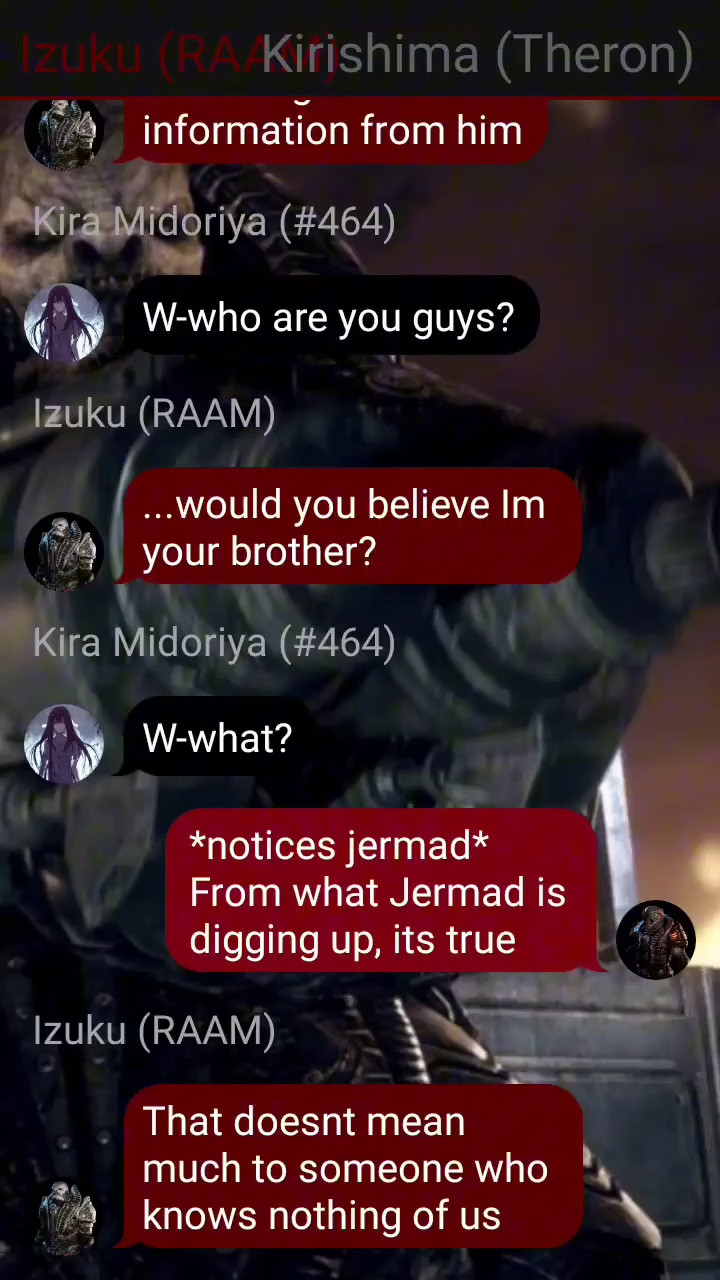 Izuku (RAAM)
Kirishima (Theron)
information from him
Kira Midoriya (#464)
W-who are you guys?
Izuku (RAAM)
...would you believe Im
your brother?
Kira Midoriya (#464)
W-what?
*notices jermad*
From what Jermad is
digging up, its true
Izuku (RAAM)
That doesnt mean
much to someone who
knows nothing of us